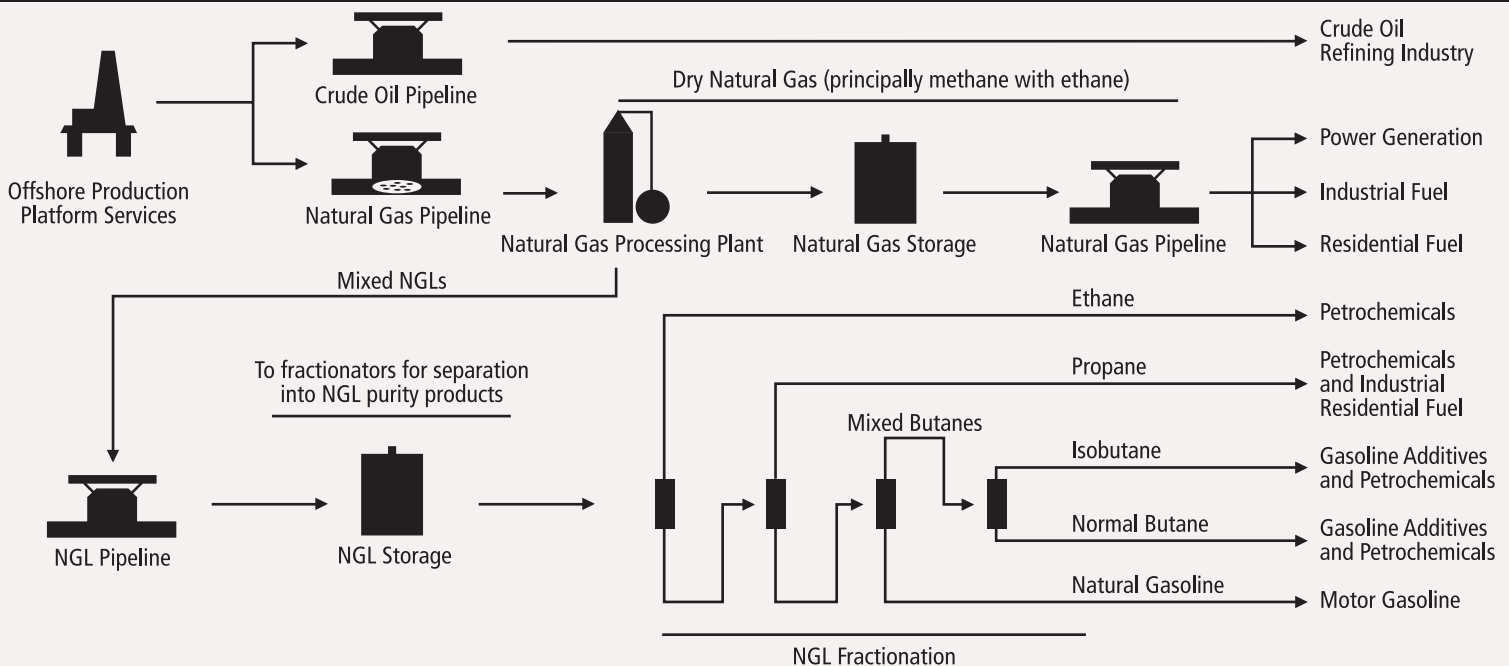 Crude Oil
Refining Industry
Dry Natural Gas (principally methane with ethane)
Crude Oil Pipeline
Power Generation
Offshore Production
Platform Services
Industrial Fuel
Natural Gas Pipeline
Natural Gas Processing Plant
Natural Gas Storage
Natural Gas Pipeline
Residential Fuel
Mixed NGLs
Ethane
Petrochemicals
To fractionators for separation
into NGL purity products
Propane
Petrochemicals
and Industrial
Residential Fuel
Mixed Butanes
Isobutane
Gasoline Additives
and Petrochemicals
NGL Pipeline
NGL Storage
Normal Butane
Gasoline Additives
and Petrochemicals
Natural Gasoline
Motor Gasoline
NGL Fractionation